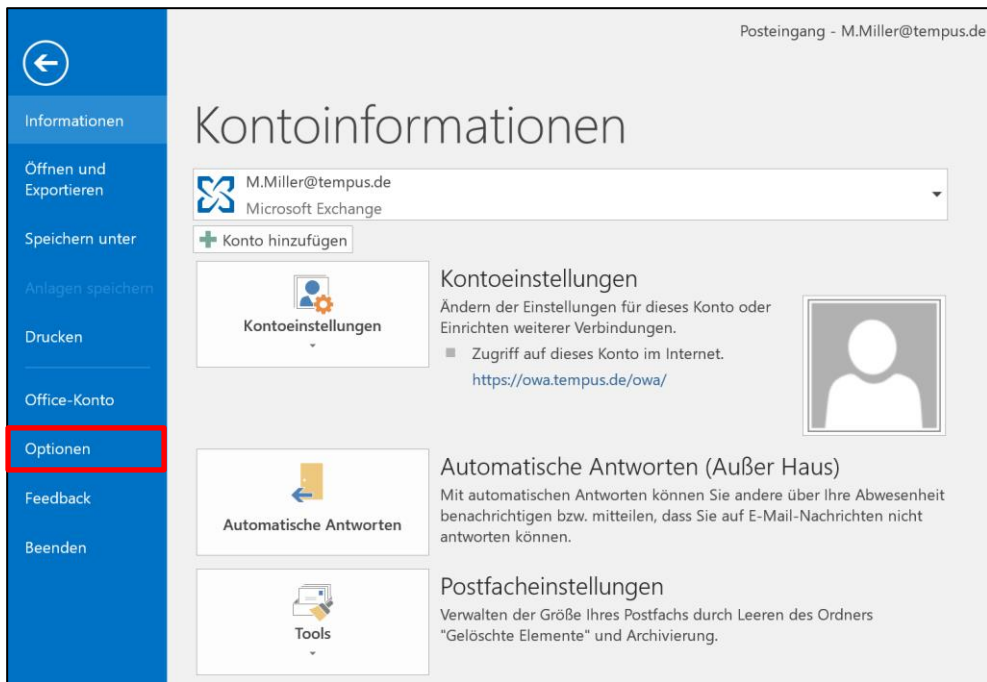 Posteingang - M.Miller@tempus.de
Informationen
Öffnen und
Exportieren
Speichern unter
Anlagen speichern
Drucken
Office-Konto
Optionen
Feedback
Beenden
Kontoinformationen
M.Miller@tempus.de
Microsoft Exchange
Konto hinzufügen
Kontoeinstellungen
Kontoeinstellungen
Ändern der Einstellungen für dieses Konto oder
Einrichten weiterer Verbindungen.
Zugriff auf dieses Konto im Internet.
https://owa.tempus.de/owa/
Automatische Antworten
Automatische Antworten (Außer Haus)
Mit automatischen Antworten können Sie andere über Ihre Abwesenheit
benachrichtigen bzw. mitteilen, dass Sie auf E-Mail-Nachrichten nicht
antworten können.
Tools
Postfacheinstellungen
Verwalten der Größe Ihres Postfachs durch Leeren des Ordners
"Gelöschte Elemente" und Archivierung.